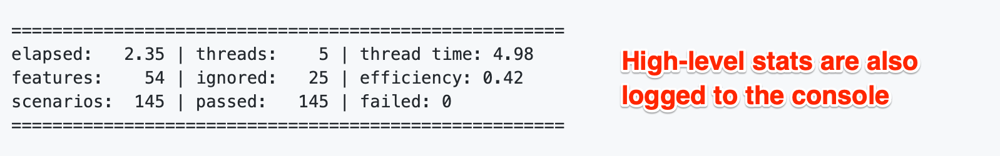 ======================================================
elapsed:   2.35 | threads:    5 | thread time: 4.98
features:    54 | ignored:   25 | efficiency: 0.42
scenarios:  145 | passed:   145 | failed: 0
======================================================
High-level stats are also
logged to the console